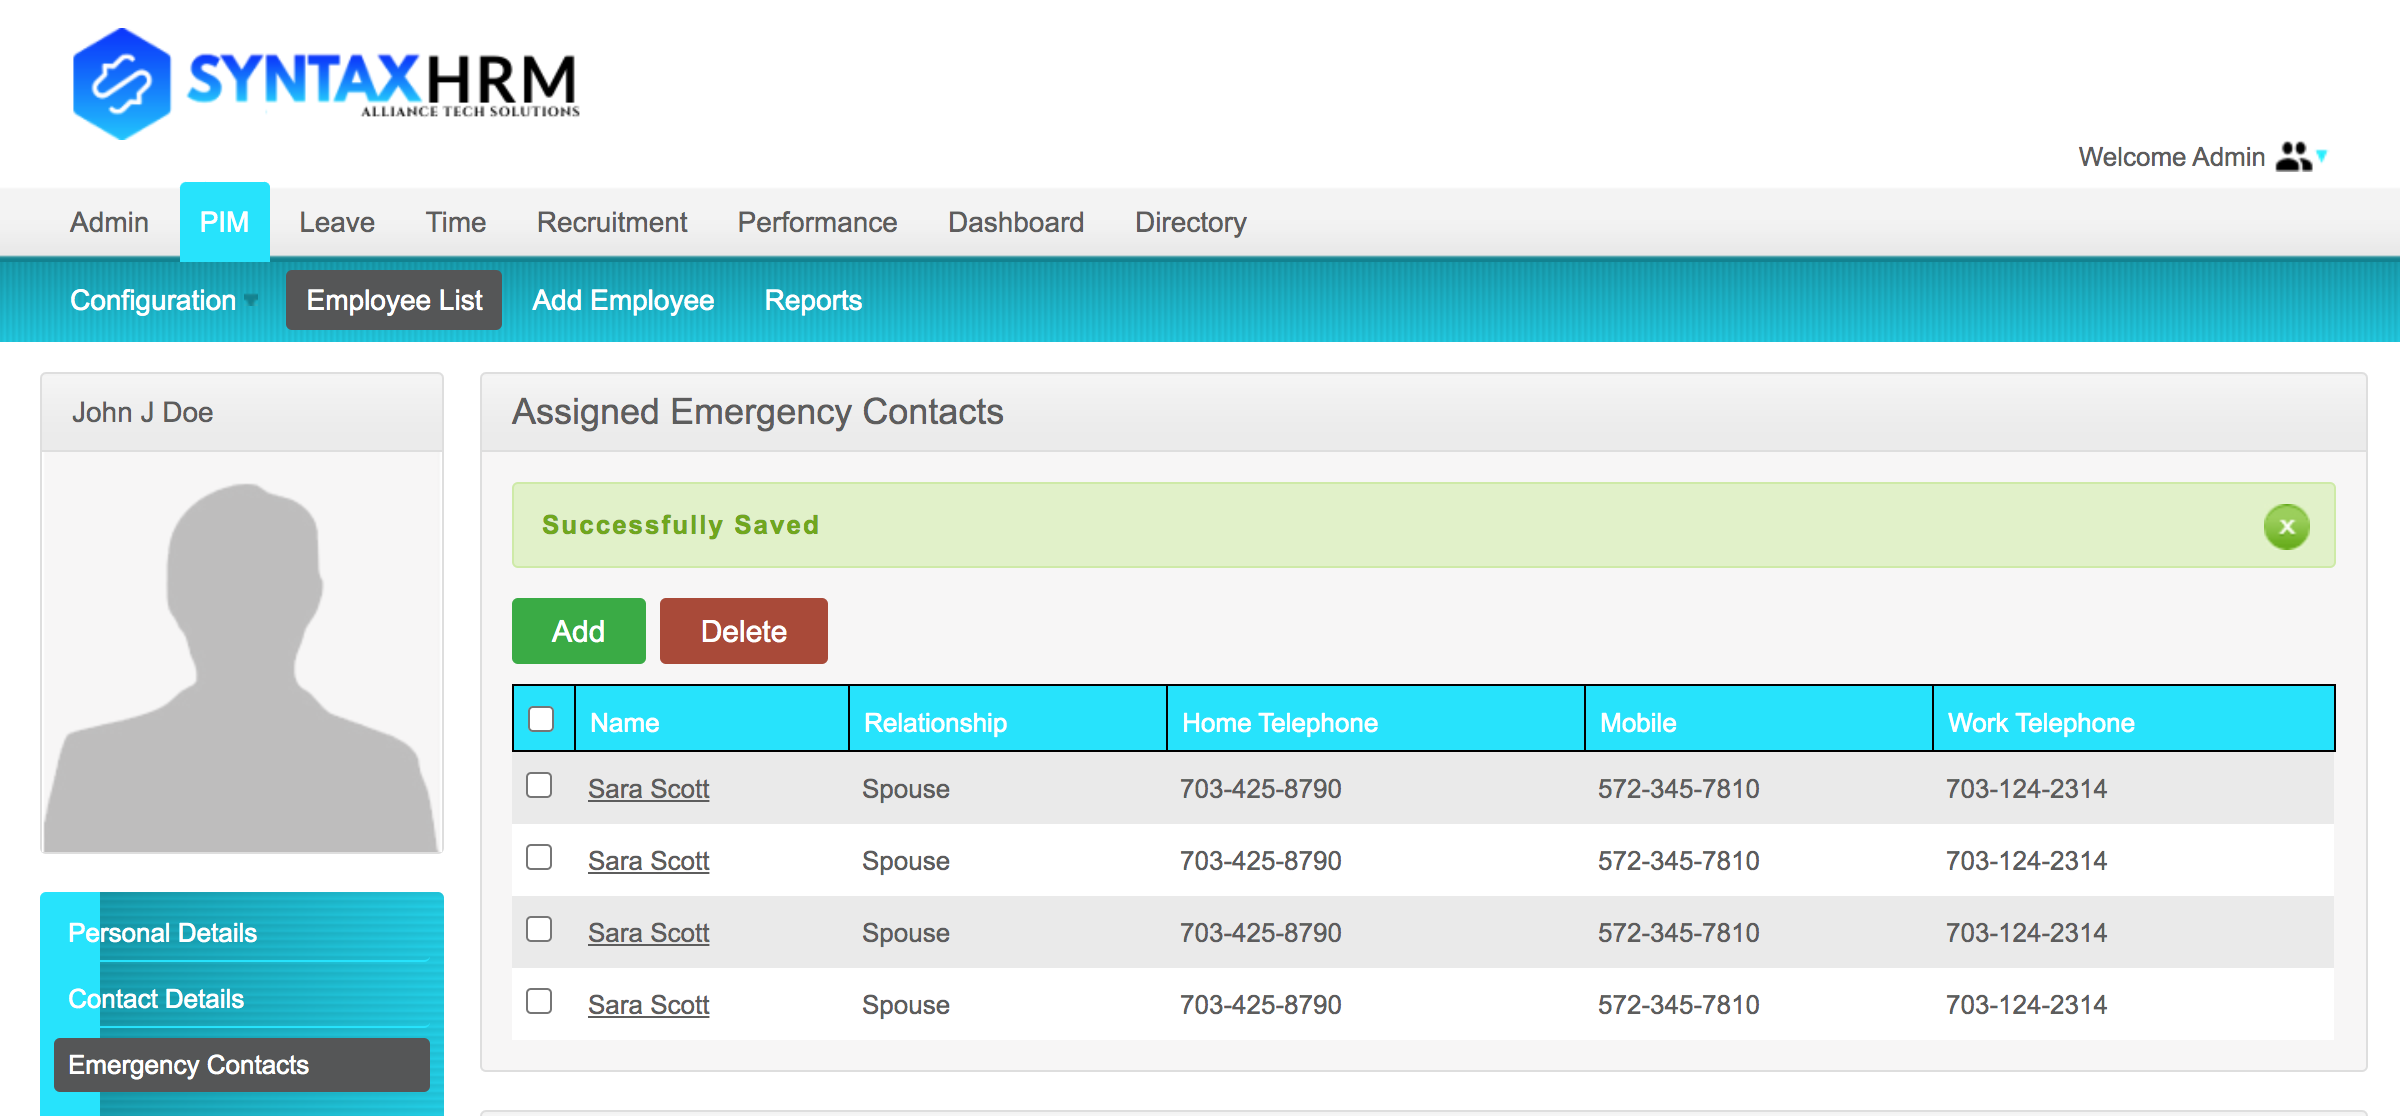 SYNTAXHRM
ALLIANCE TECH SOLUTIONS
Welcome Admin
Admin PIM Leave Time Recruitment Performance Dashboard Directory
Configuration Employee List Add Employee Reports
John J Doe
Personal Details
Contact Details
Emergency Contacts
Assigned Emergency Contacts
Successfully Saved
x
Add Delete
Name Relationship Home Telephone Mobile Work Telephone
Sara Scott Spouse 703-425-8790 572-345-7810 703-124-2314
Sara Scott Spouse 703-425-8790 572-345-7810 703-124-2314
Sara Scott Spouse 703-425-8790 572-345-7810 703-124-2314
Sara Scott Spouse 703-425-8790 572-345-7810 703-124-2314